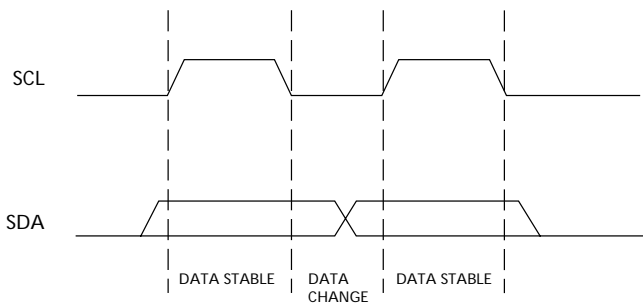 SCL
SDA
DATA STABLE
DATA
CHANGE
DATA STABLE